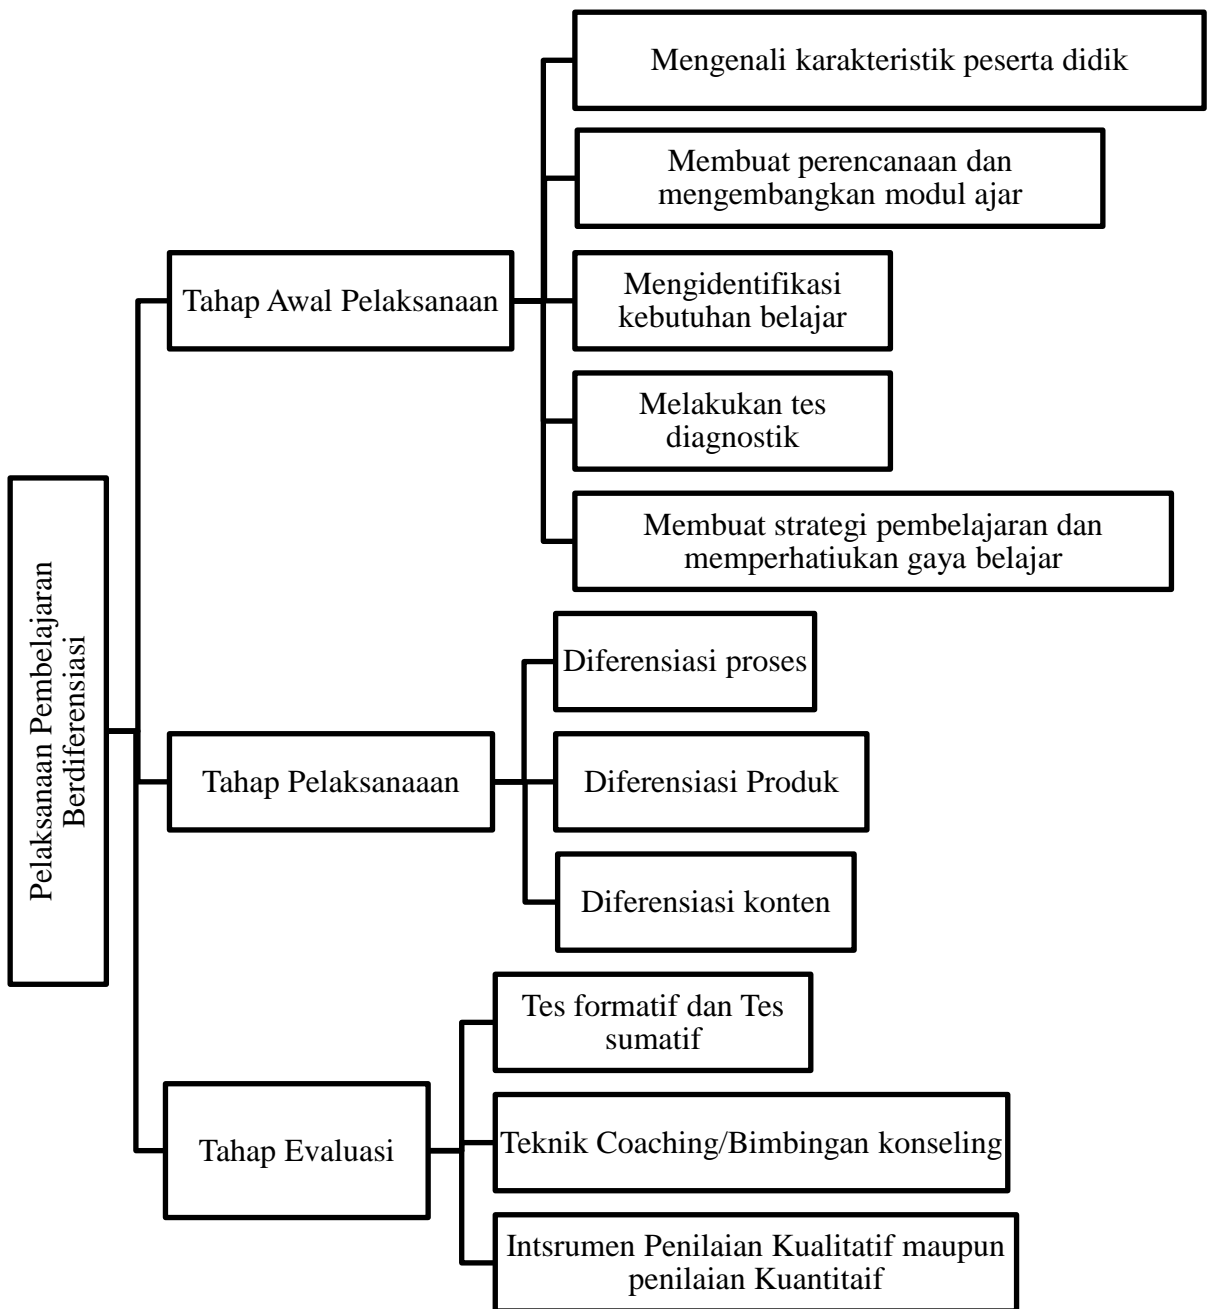 Pelaksanaan Pembelajaran
Berdiferensiasi
Tahap Awal Pelaksanaan
Mengenali karakteristik peserta didik
Membuat perencanaan dan
mengembangkan modul ajar
Mengidentifikasi
kebutuhan belajar
Melakukan tes
diagnostik
Membuat strategi pembelajaran dan
memperhatiukan gaya belajar
Tahap Pelaksanaaan
Diferensiasi proses
Diferensiasi Produk
Diferensiasi konten
Tahap Evaluasi
Tes formatif dan Tes
sumatif
Teknik Coaching/Bimbingan konseling
Intsrumen Penilaian Kualitatif maupun
penilaian Kuantitaif